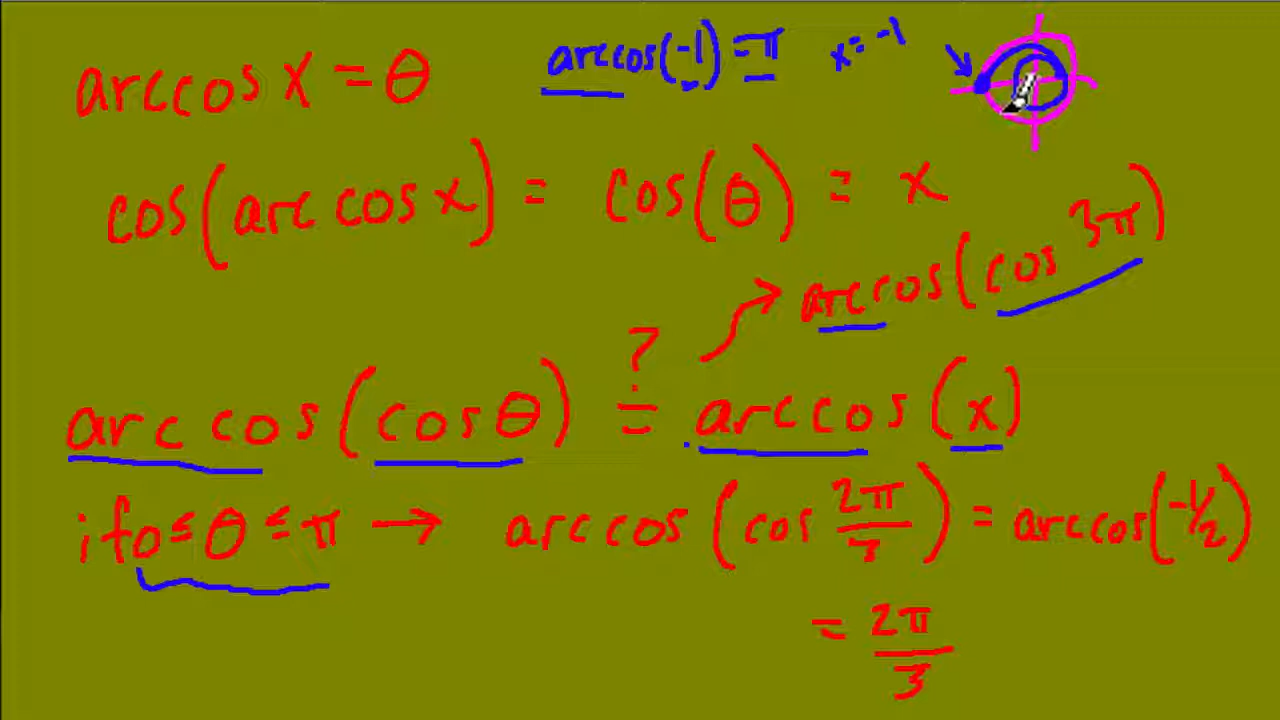 arccos x = θ
arccos(-1) = π x = -1
cos(arccos x) = cos(θ) = x
arccos(cos 3π)
?
arccos(cosθ) = arccos(x)
if 0 ≤ θ ≤ π → arccos(cos 2π/3) = arccos(-1/2)
= 2π/3